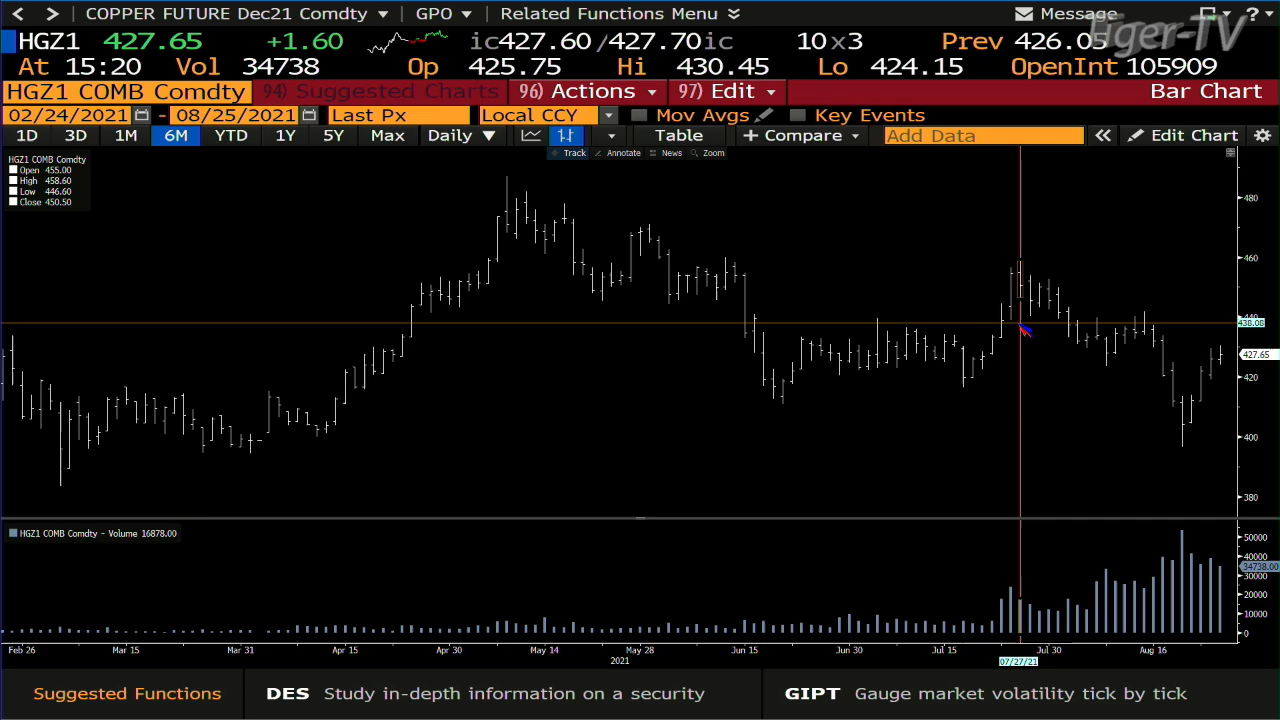 COPPER FUTURE Dec21 Comdty GPO Related Functions Menu Message ?
Tiger-TV
HGZ1 427.65 +1.60 ic427.60/427.70ic 10x3 Prev 426.05
At 15:20 Vol 34738 Op 425.75 Hi 430.45 Lo 424.15 OpenInt 105909
HGZ1 COMB Comdty 94) Suggested Charts 96) Actions 97) Edit Bar Chart
02/24/2021 - 08/25/2021 Last Px Local CCY Mov Avgs Key Events
1D 3D 1M 6M YTD 1Y 5Y Max Daily Table + Compare Add Data Edit Chart
Track Annotate News Zoom
HGZ1 COMB Comdty
Open 455.00
High 458.60
Low 446.60
Close 450.50
480
460
440
438.08
427.65
420
400
380
HGZ1 COMB Comdty - Volume 16878.00
50000
40000
34738.00
30000
20000
10000
0
Feb 26 Mar 15 Mar 31 Apr 15 Apr 30 May 14 May 28 Jun 15 Jun 30 Jul 15 Jul 30 Aug 16
2021 07/27/21
Suggested Functions DES Study in-depth information on a security GIPT Gauge market volatility tick by tick